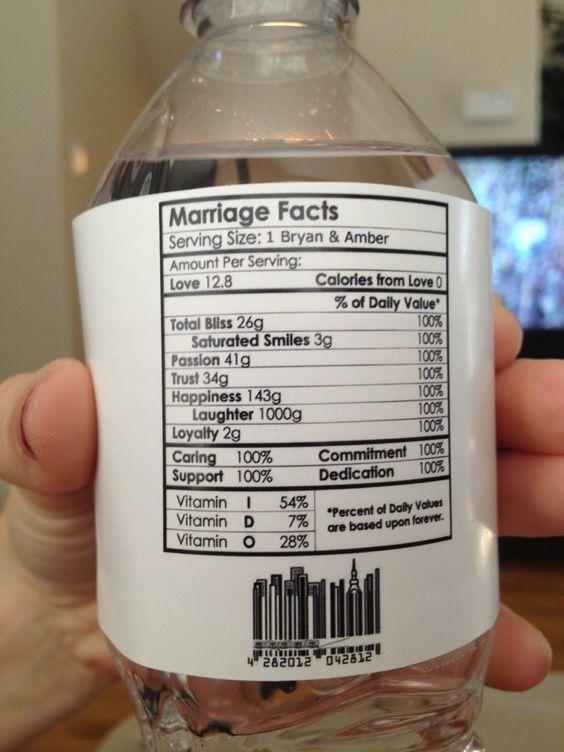 Marriage Facts
Serving Size: 1 Bryan & Amber
Amount Per Serving:
Love 12.8 Calories from Love 0
% of Daily Value*
Total Bliss 26g 100%
Saturated Smiles 3g 100%
Passion 41g 100%
Trust 34g 100%
Happiness 143g 100%
Laughter 1000g 100%
Loyalty 2g 100%
Caring 100% Commitment 100%
Support 100% Dedication 100%
Vitamin I 54%
Vitamin D 7%
Vitamin O 28%
*Percent of Daily Values
are based upon forever.
4 282012 042812